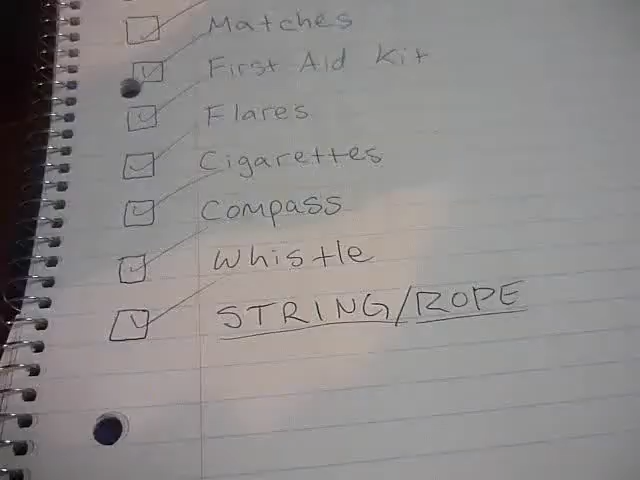 Matches
First Aid Kit
Flares
Cigarettes
Compass
Whistle
STRING/ROPE